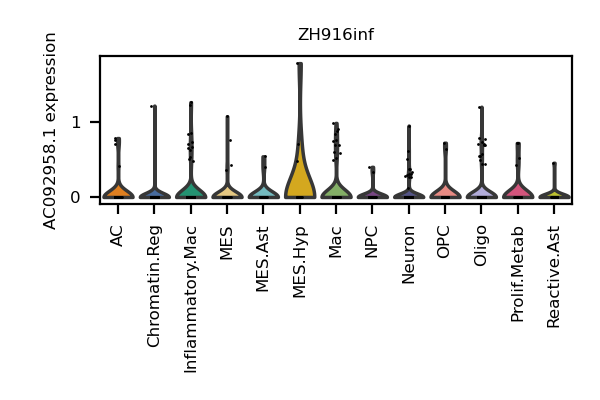 ZH916inf
AC092958.1 expression
1
0
AC
Chromatin.Reg
Inflammatory.Mac
MES
MES.Ast
MES.Hyp
Mac
NPC
Neuron
OPC
Oligo
Prolif.Metab
Reactive.Ast